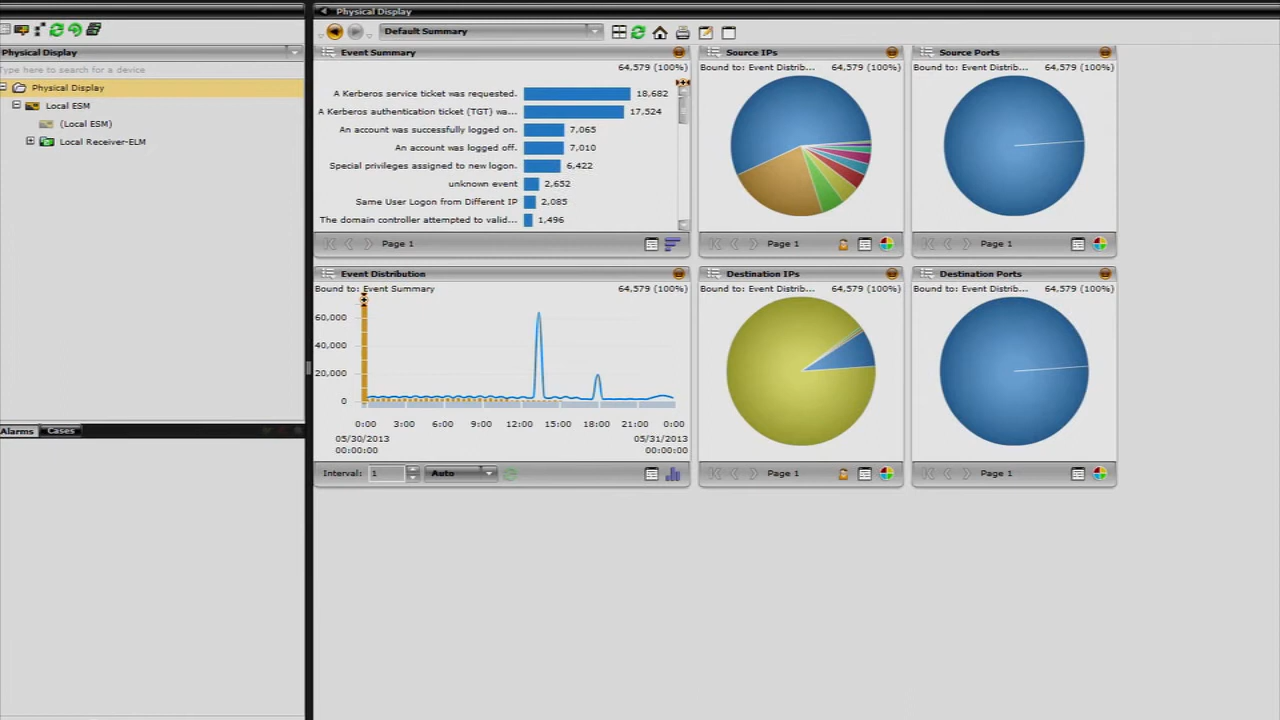 Physical Display
Default Summary
Physical Display
Type here to search for a device
Physical Display
Local ESM
(Local ESM)
Local Receiver-ELM
Alarms
Cases
Event Summary
64,579 (100%)
A Kerberos service ticket was requested. 18,682
A Kerberos authentication ticket (TGT) wa... 17,524
An account was successfully logged on. 7,065
An account was logged off. 7,010
Special privileges assigned to new logon. 6,422
unknown event 2,652
Same User Logon from Different IP 2,085
The domain controller attempted to valid... 1,496
Page 1
Source IPs
Bound to: Event Distrib... 64,579 (100%)
Page 1
Source Ports
Bound to: Event Distrib... 64,579 (100%)
Page 1
Event Distribution
Bound to: Event Summary 64,579 (100%)
60,000
40,000
20,000
0
0:00 3:00 6:00 9:00 12:00 15:00 18:00 21:00 0:00
05/30/2013 05/31/2013
00:00:00 00:00:00
Interval: 1 Auto
Destination IPs
Bound to: Event Distrib... 64,579 (100%)
Page 1
Destination Ports
Bound to: Event Distrib... 64,579 (100%)
Page 1